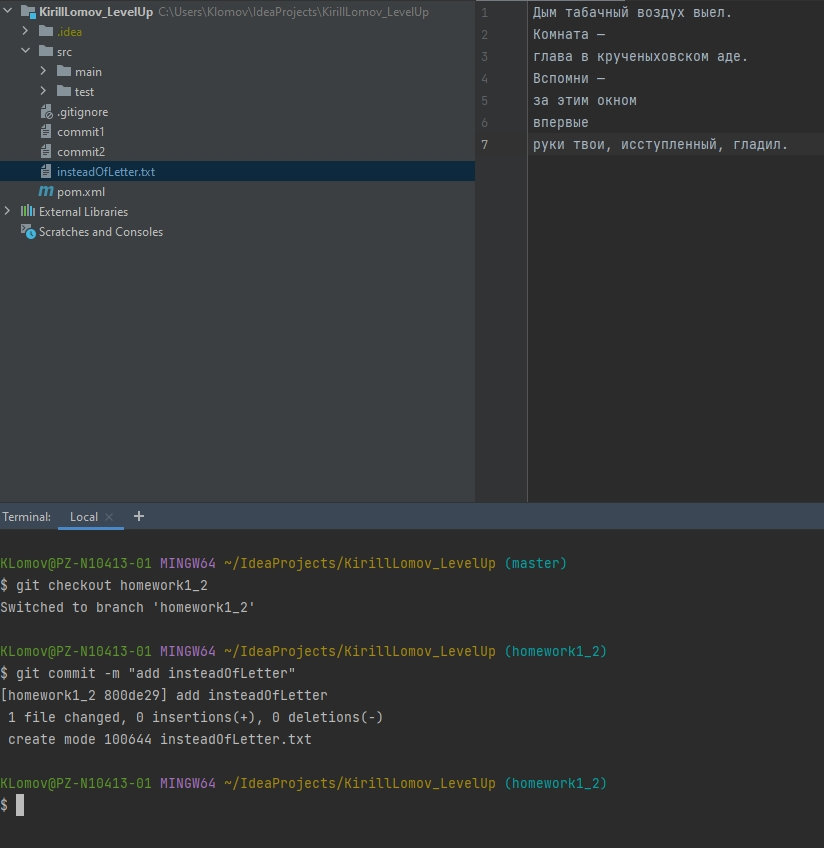 KirillLomov_LevelUp C:\Users\Klomov\IdeaProjects\KirillLomov_LevelUp
.idea
src
main
test
.gitignore
commit1
commit2
insteadOfLetter.txt
pom.xml
External Libraries
Scratches and Consoles
1 Дым табачный воздух выел.
2 Комната —
3 глава в крученыховском аде.
4 Вспомни —
5 за этим окном
6 впервые
7 руки твои, исступленный, гладил.
Terminal: Local × +
KLomov@PZ-N10413-01 MINGW64 ~/IdeaProjects/KirillLomov_LevelUp (master)
$ git checkout homework1_2
Switched to branch 'homework1_2'
KLomov@PZ-N10413-01 MINGW64 ~/IdeaProjects/KirillLomov_LevelUp (homework1_2)
$ git commit -m "add insteadOfLetter"
[homework1_2 800de29] add insteadOfLetter
1 file changed, 0 insertions(+), 0 deletions(-)
create mode 100644 insteadOfLetter.txt
KLomov@PZ-N10413-01 MINGW64 ~/IdeaProjects/KirillLomov_LevelUp (homework1_2)
$